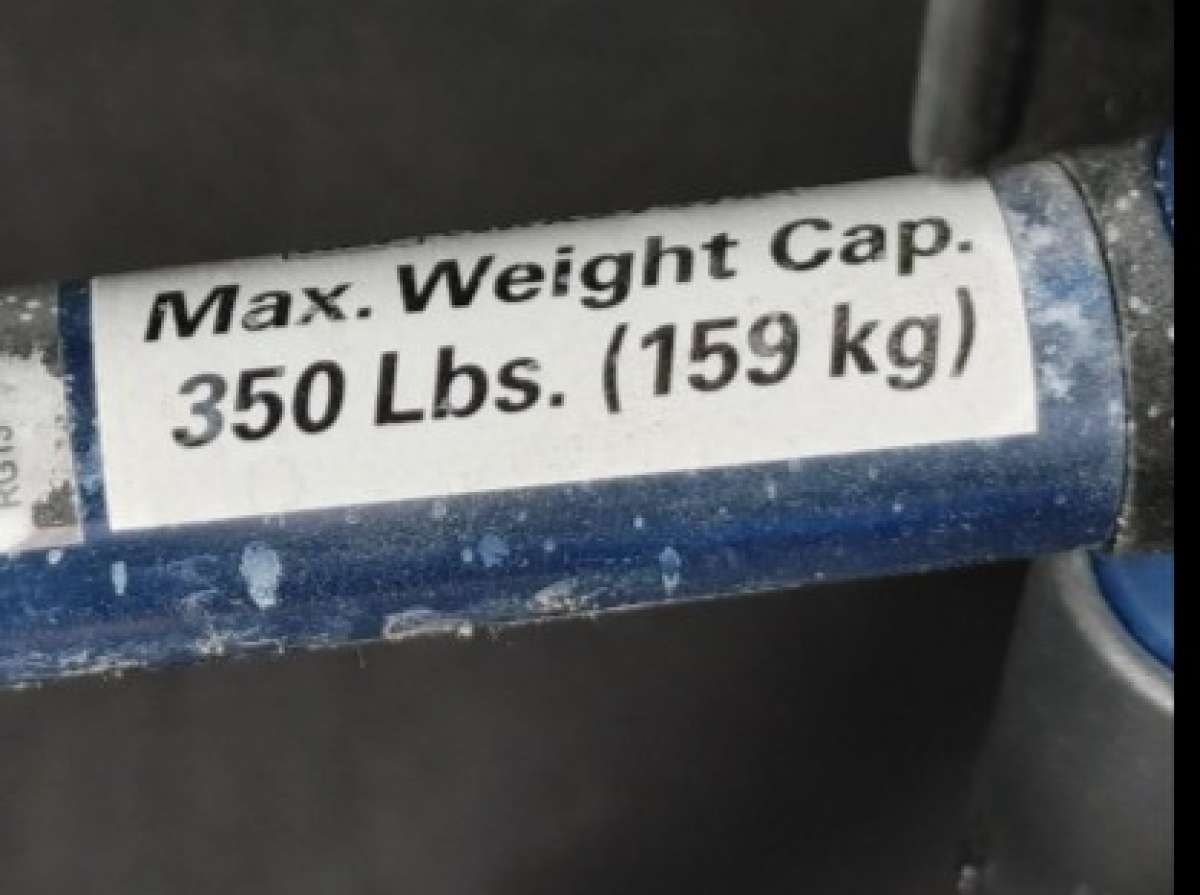 Max. Weight Cap.
350 Lbs. (159 kg)